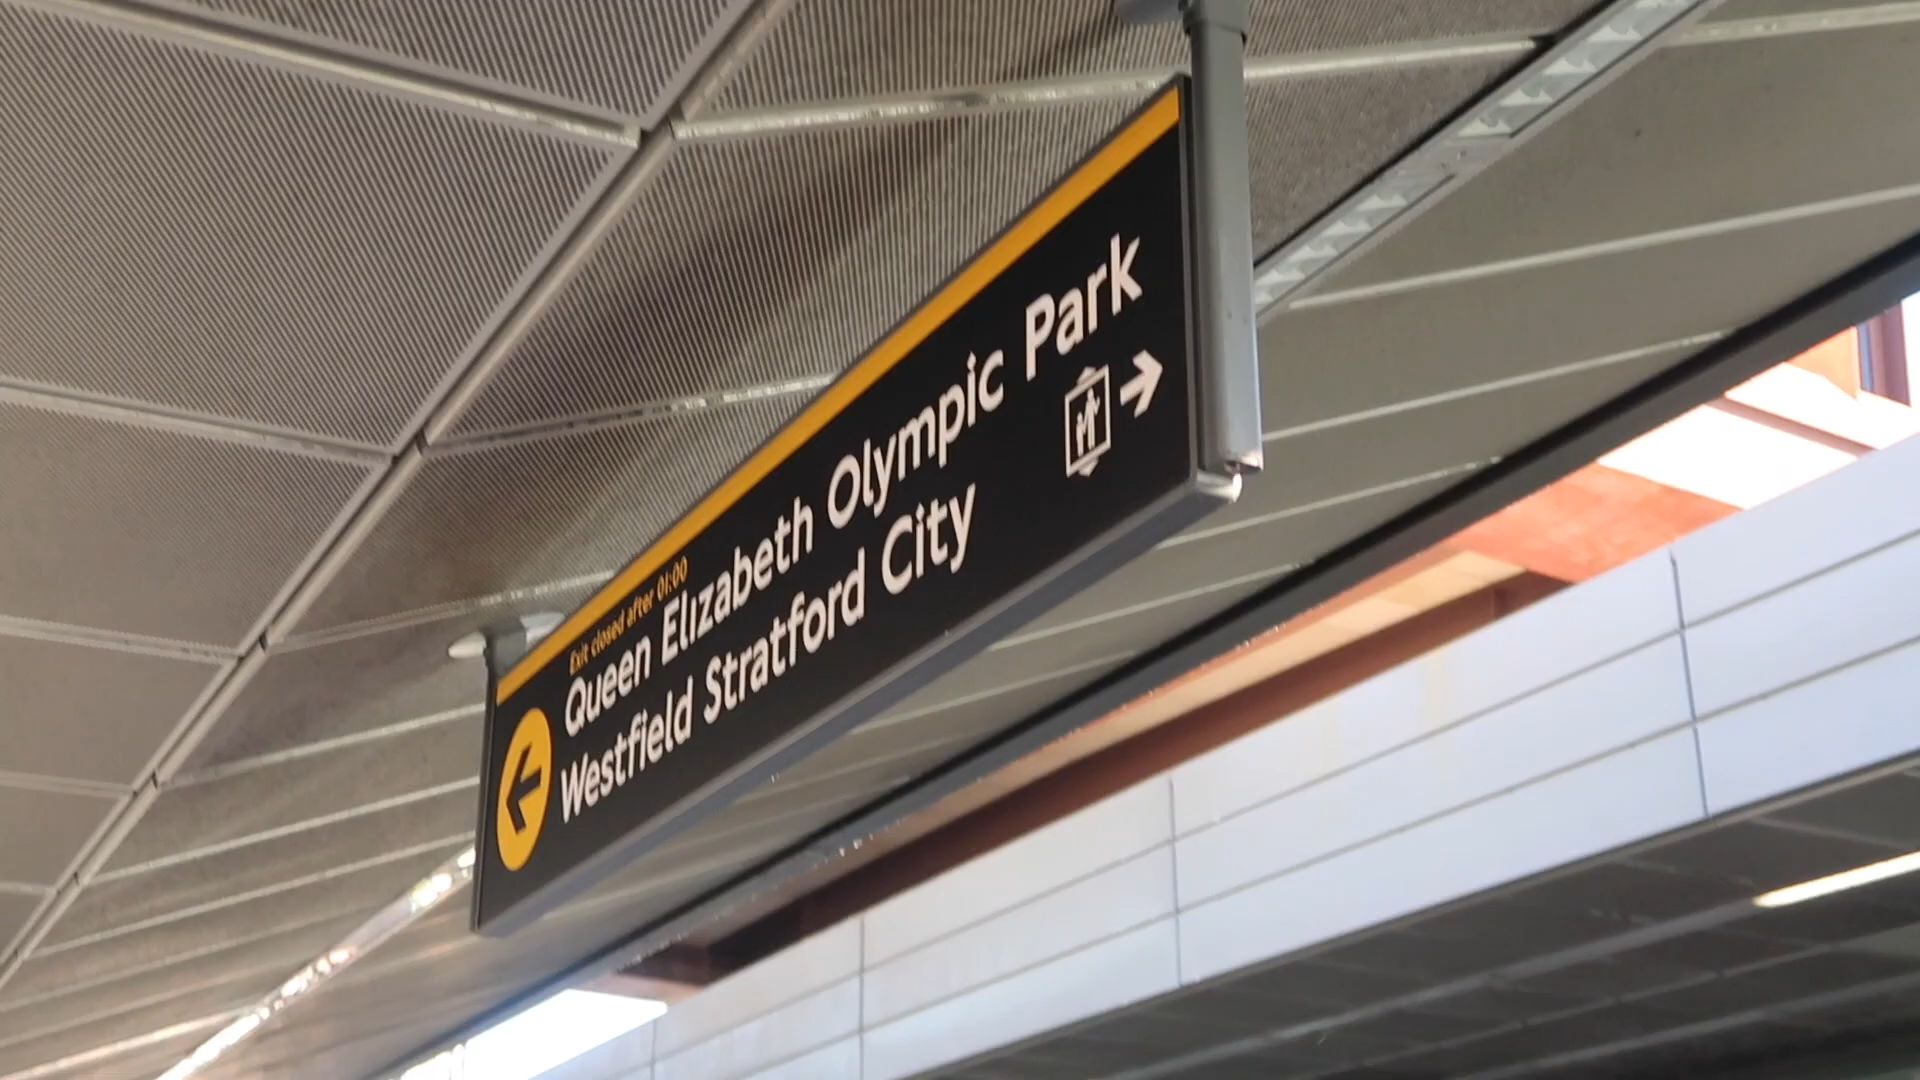 Exit closed after 01:00
Queen Elizabeth Olympic Park
Westfield Stratford City